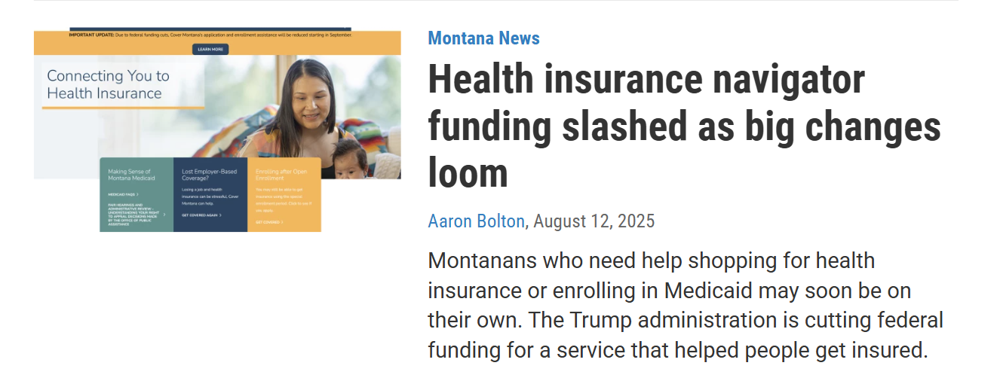 IMPORTANT UPDATE: Due to federal funding cuts, Cover Montana's application and enrollment assistance will be reduced starting in September.
LEARN MORE
Connecting You to
Health Insurance
Making Sense of
Montana Medicaid
MEDICAID FAQS >
FAIR HEARINGS AND
ADMINISTRATIVE REVIEW –
UNDERSTANDING YOUR RIGHT
TO APPEAL DECISIONS MADE
BY THE OFFICE OF PUBLIC
ASSISTANCE >
Lost Employer-Based
Coverage?
Losing a job and health
insurance can be stressful, Cover
Montana can help.
GET COVERED AGAIN >
Enrolling after Open
Enrollment
You may still be able to get
insurance using the special
enrollment period. Click to see if
you apply.
GET COVERED >
Montana News
Health insurance navigator
funding slashed as big changes
loom
Aaron Bolton, August 12, 2025
Montanans who need help shopping for health
insurance or enrolling in Medicaid may soon be on
their own. The Trump administration is cutting federal
funding for a service that helped people get insured.